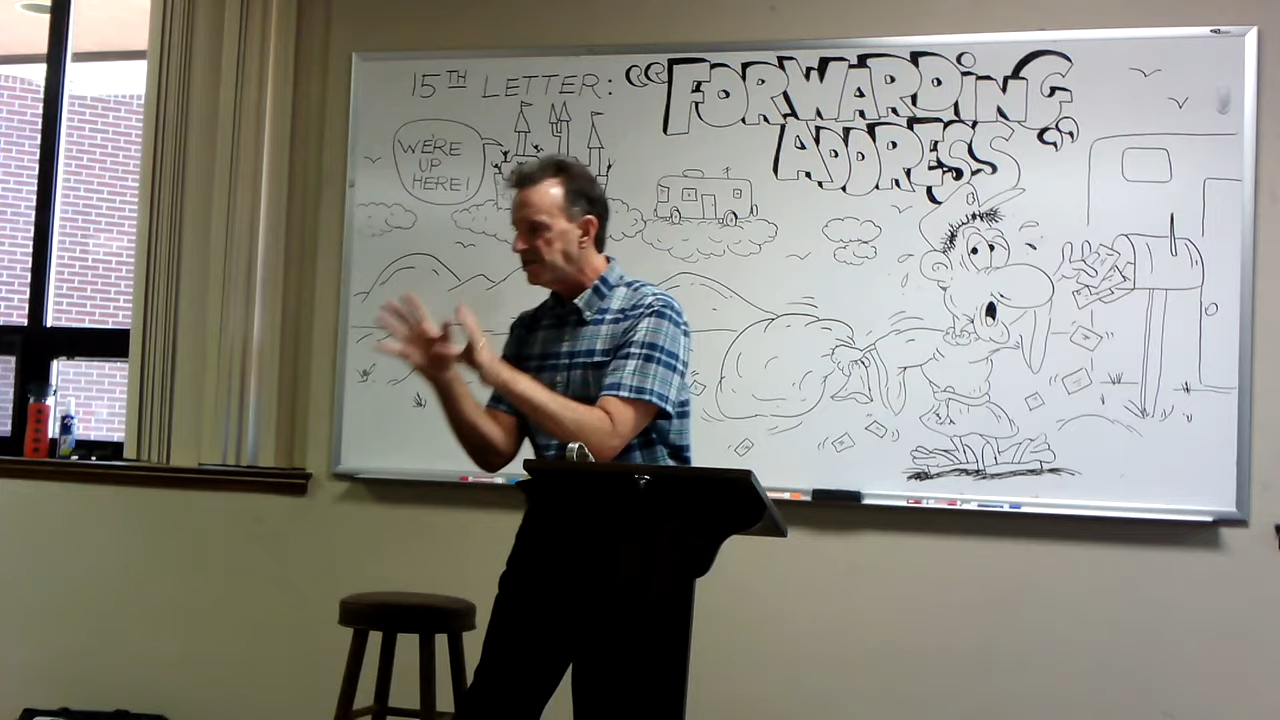 15TH LETTER: "FORWARDING
ADDRESS"
WE'RE
UP
HERE!